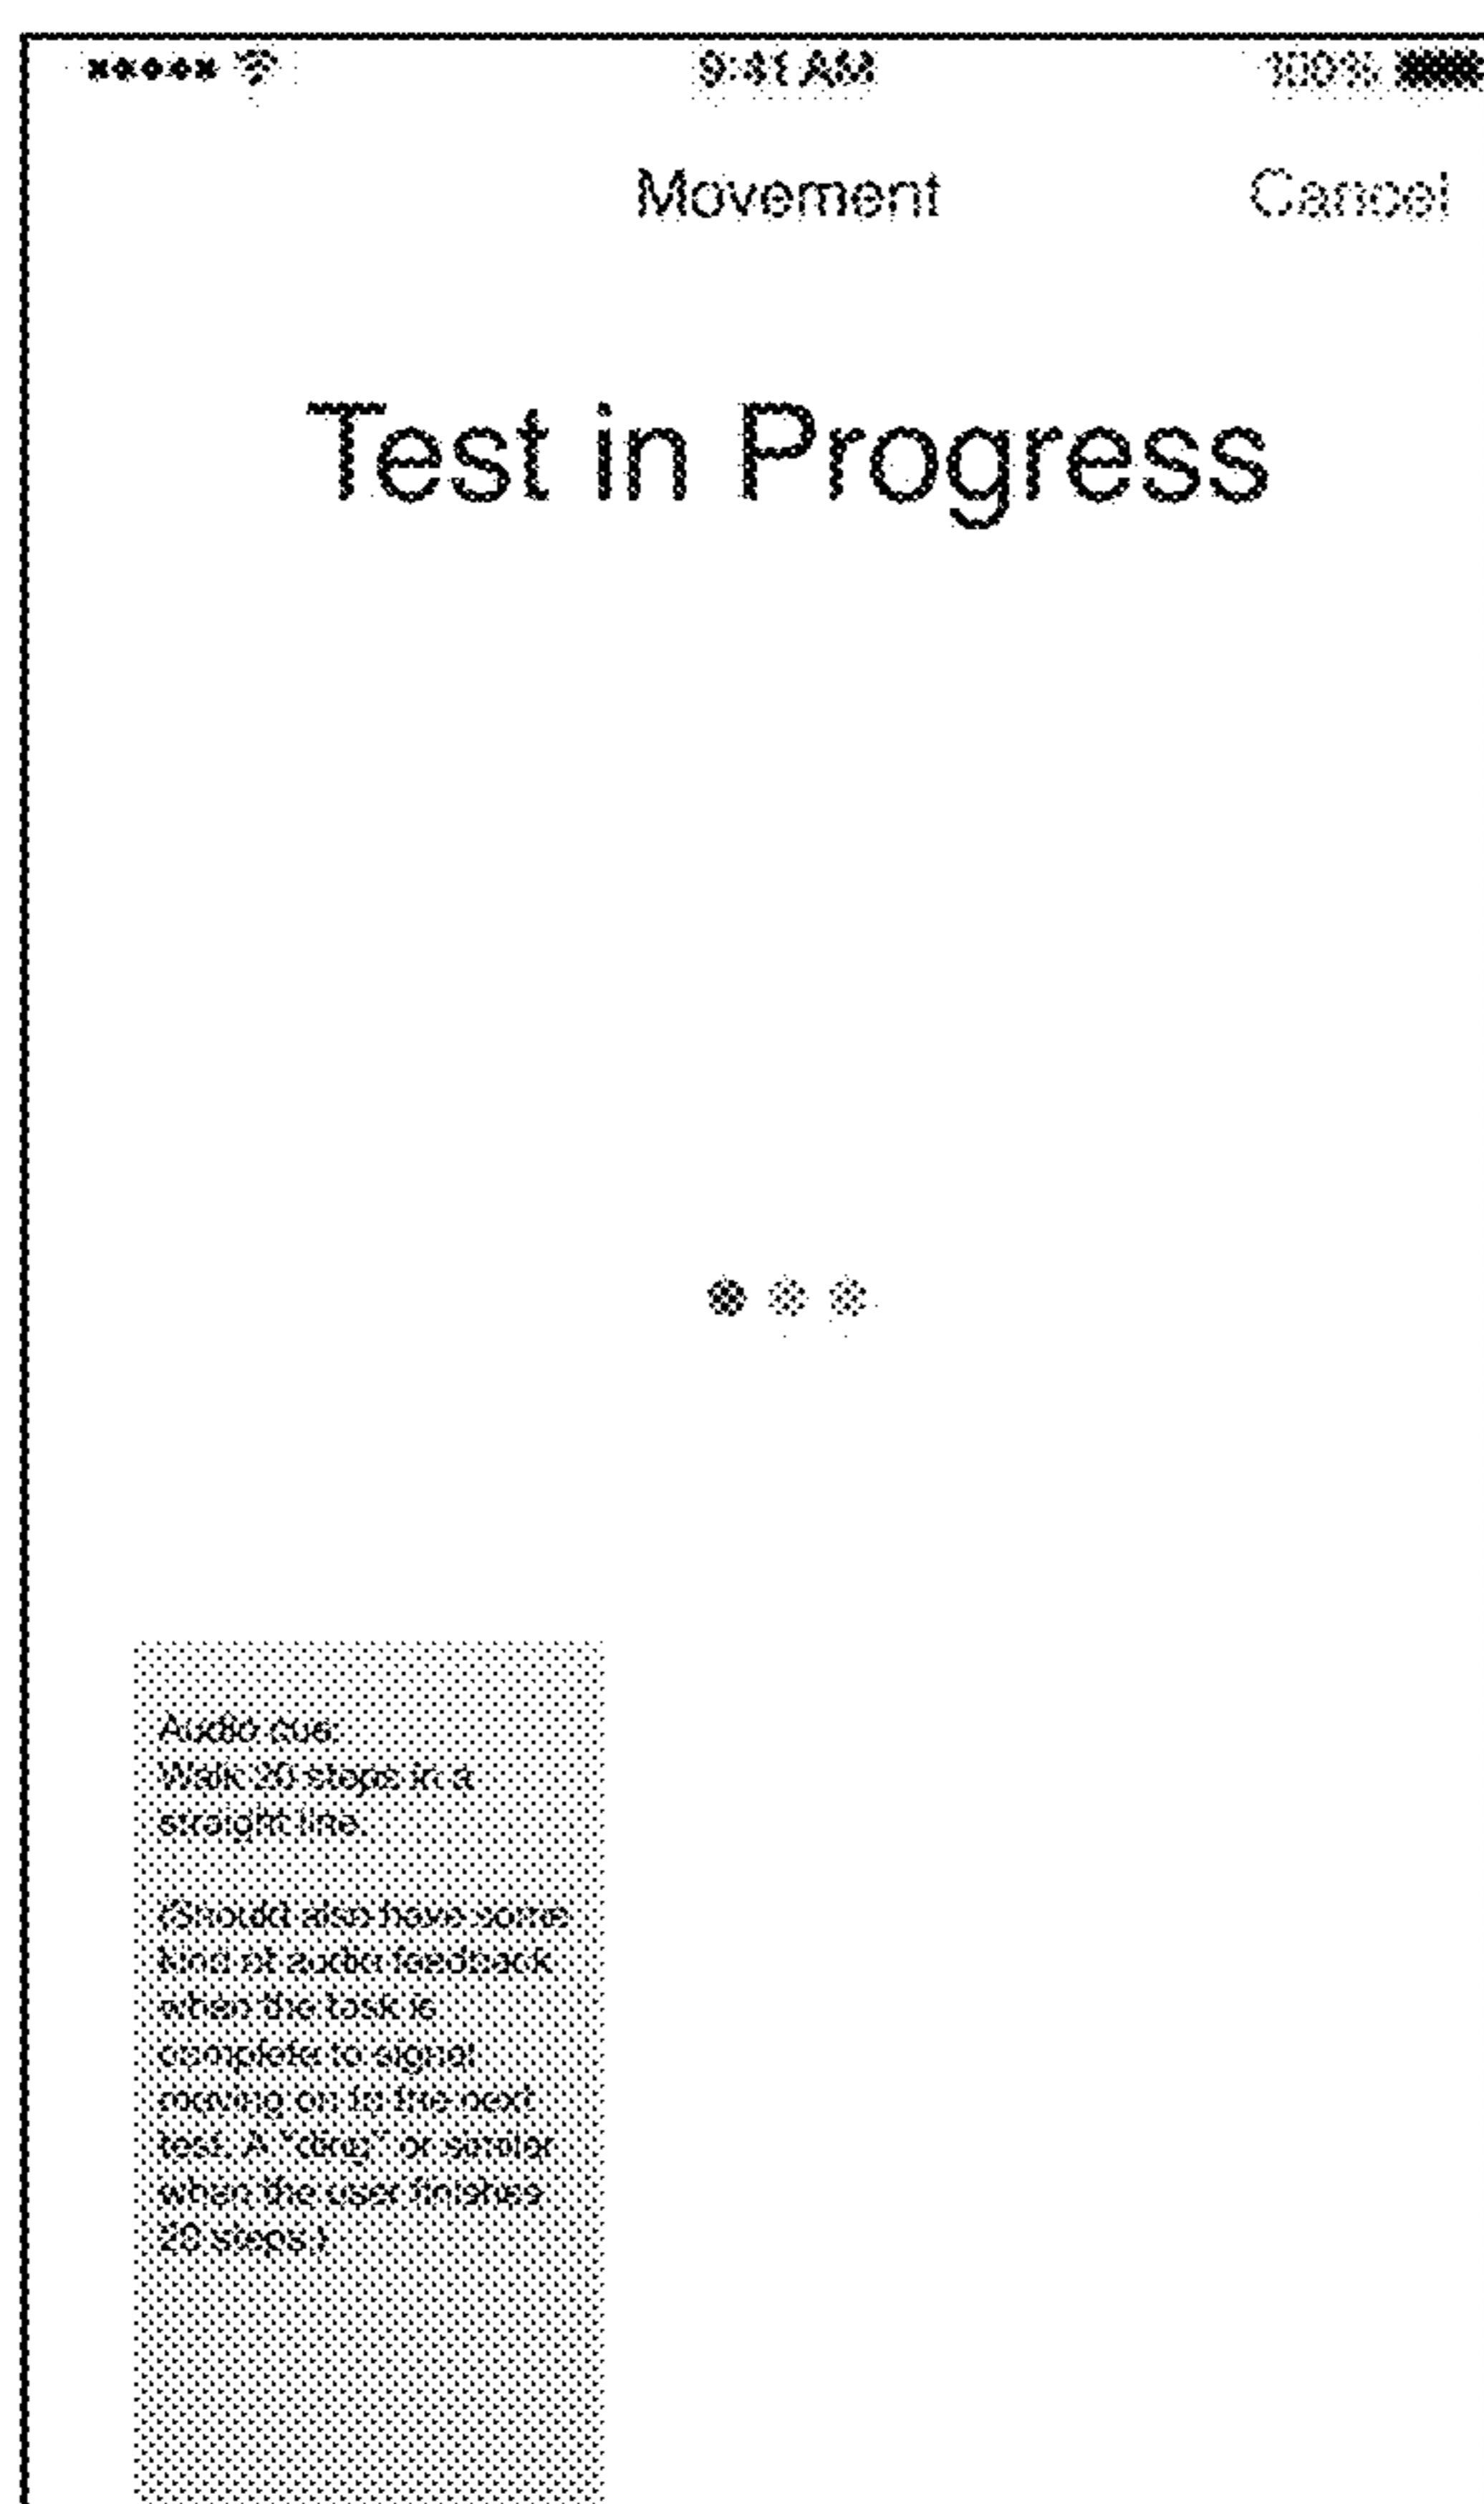 9:41 AM 100%
Movement Cancel
Test in Progress
Audio cue:
Walk 20 steps in a
straight line.
(Should also have some
kind of audio feedback
when the task is
complete to signal
moving on to the next
test. A "ding" or similar
when the user finishes
20 steps.)